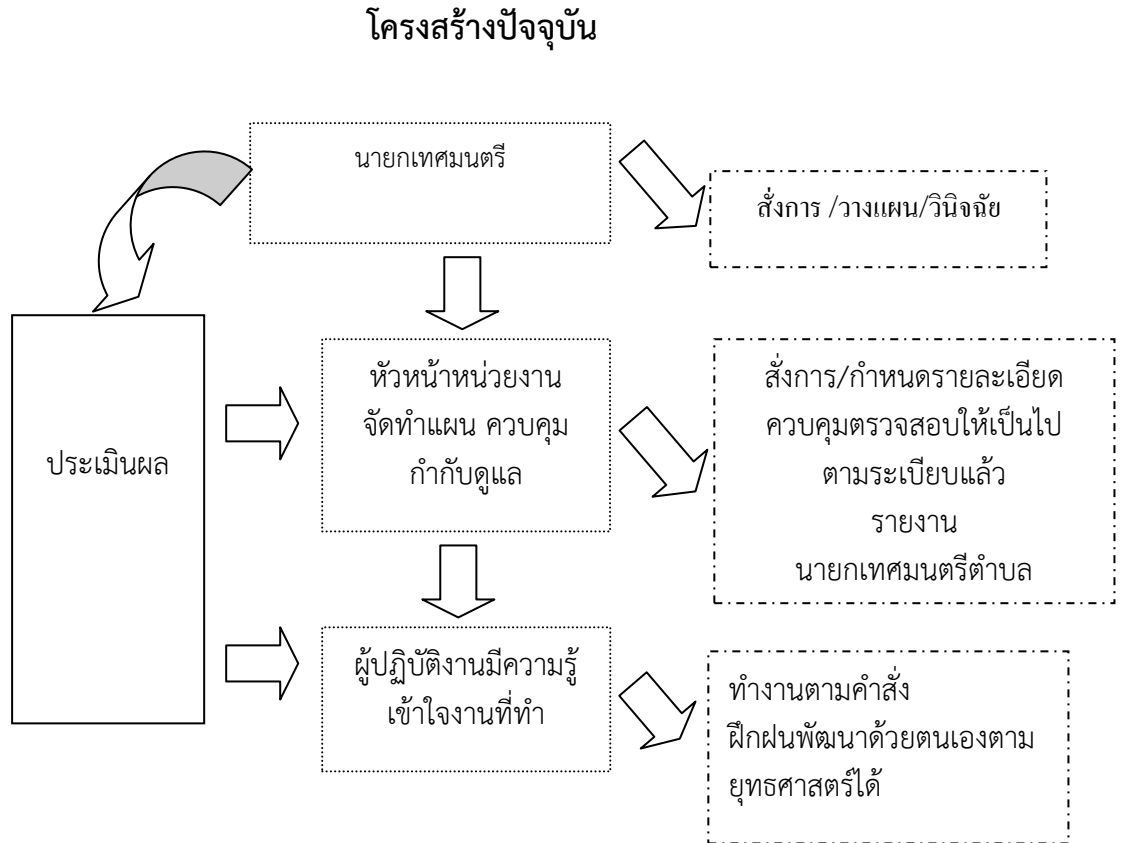 โครงสร้างปัจจุบัน
นายกเทศมนตรี
สั่งการ /วางแผน/วินิจฉัย
ประเมินผล
หัวหน้าหน่วยงาน
จัดทำแผน ควบคุม
กำกับดูแล
สั่งการ/กำหนดรายละเอียด
ควบคุมตรวจสอบให้เป็นไป
ตามระเบียบแล้ว
รายงาน
นายกเทศมนตรีตำบล
ผู้ปฏิบัติงานมีความรู้
เข้าใจงานที่ทำ
ทำงานตามคำสั่ง
ฝึกฝนพัฒนาด้วยตนเองตาม
ยุทธศาสตร์ได้